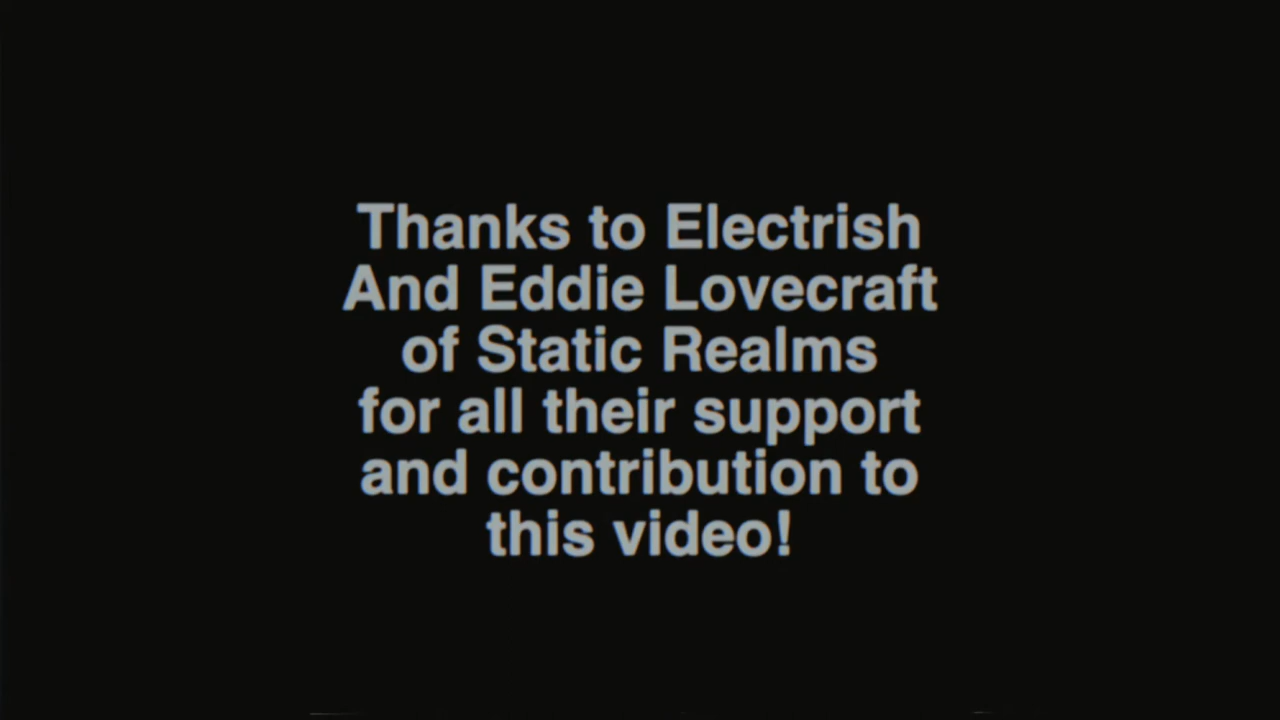 Thanks to Electrish
And Eddie Lovecraft
of Static Realms
for all their support
and contribution to
this video!